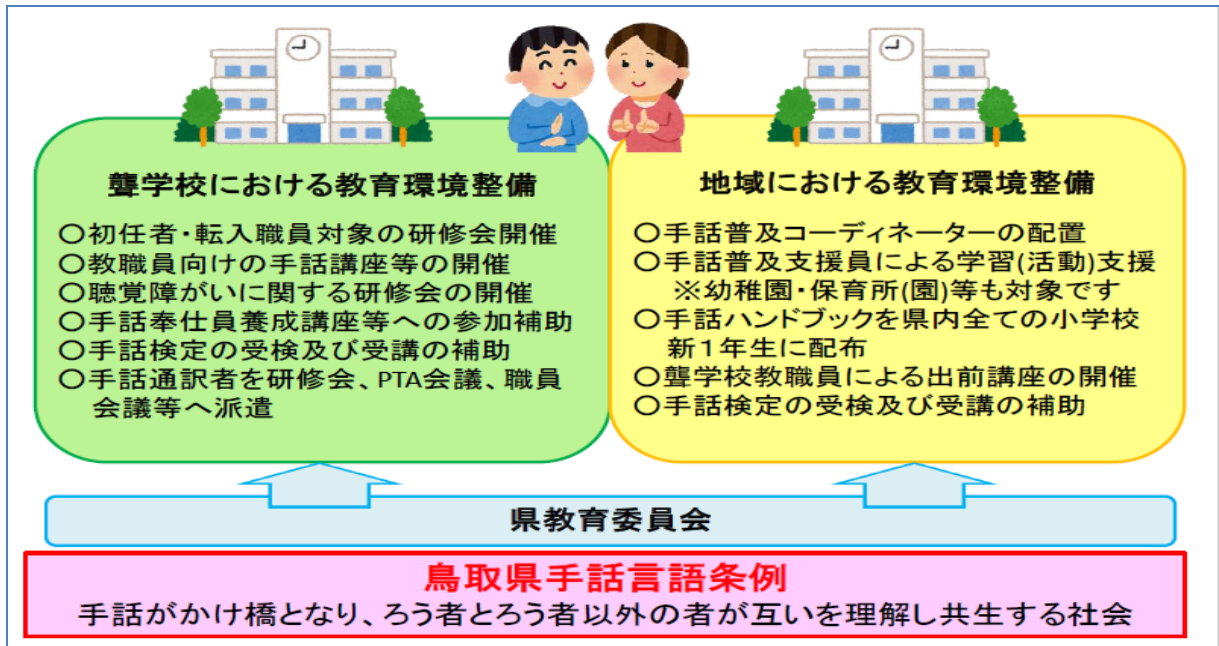 聾学校における教育環境整備
〇初任者・転入職員対象の研修会開催
〇教職員向けの手話講座等の開催
〇聴覚障がいに関する研修会の開催
〇手話奉仕員養成講座等への参加補助
〇手話検定の受検及び受講の補助
〇手話通訳者を研修会、PTA会議、職員
会議等へ派遣
地域における教育環境整備
〇手話普及コーディネーターの配置
〇手話普及支援員による学習(活動)支援
※幼稚園・保育所(園)等も対象です
〇手話ハンドブックを県内全ての小学校
新１年生に配布
〇聾学校教職員による出前講座の開催
〇手話検定の受検及び受講の補助
県教育委員会
鳥取県手話言語条例
手話がかけ橋となり、ろう者とろう者以外の者が互いを理解し共生する社会